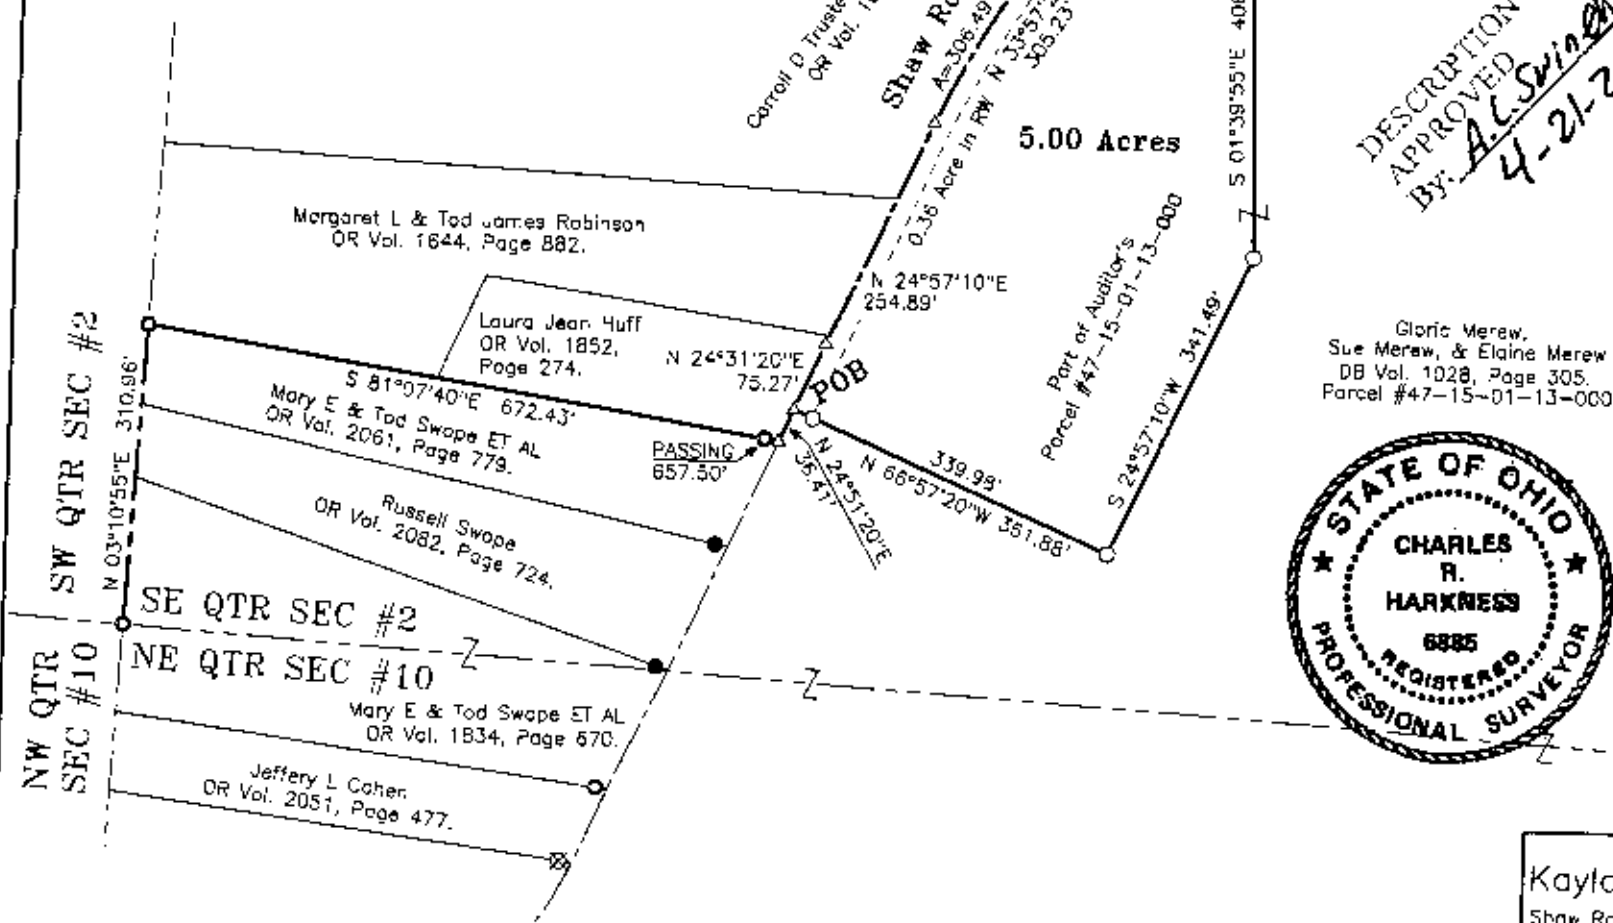 Carroll D Truste
OR Vol.
Shaw
A=306.49'
N 33°57'2
305.23'
0.36 Acre in RW
5.00 Acres
S 01°39'55"E 406
DESCRIPTION
APPROVED
By: A.C. Swineh
4-21-2
Margaret L & Tod James Robinson
OR Vol. 1644, Page 882.
N 24°57'10"E
254.89'
Part of Auditor's
Parcel #47-15-01-13-000
S 24°57'10"W 341.49'
Laura Jean Huff
OR Vol. 1852,
Page 274.
N 24°31'20"E
75.27'
POB
Gloria Merew,
Sue Merew, & Elaine Merew
DB Vol. 1028, Page 305.
Parcel #47-15-01-13-000
SW QTR SEC #2
N 03°10'55"E 310.96'
S 81°07'40"E 672.43'
Mary E & Tod Swope ET AL
OR Vol. 2061, Page 779.
PASSING
657.50'
N 24°51'20"E
36.41'
339.98'
N 66°57'20"W 351.88'
Russell Swope
OR Vol. 2082, Page 724.
SE QTR SEC #2
NE QTR SEC #10
NW QTR
SEC #10
Mary E & Tod Swope ET AL
OR Vol. 1834, Page 670.
Jeffery L Cohen
OR Vol. 2051, Page 477.
STATE OF OHIO
CHARLES
R.
HARKNESS
6885
REGISTERED
PROFESSIONAL SURVEYOR
Kayla
Shaw Ro